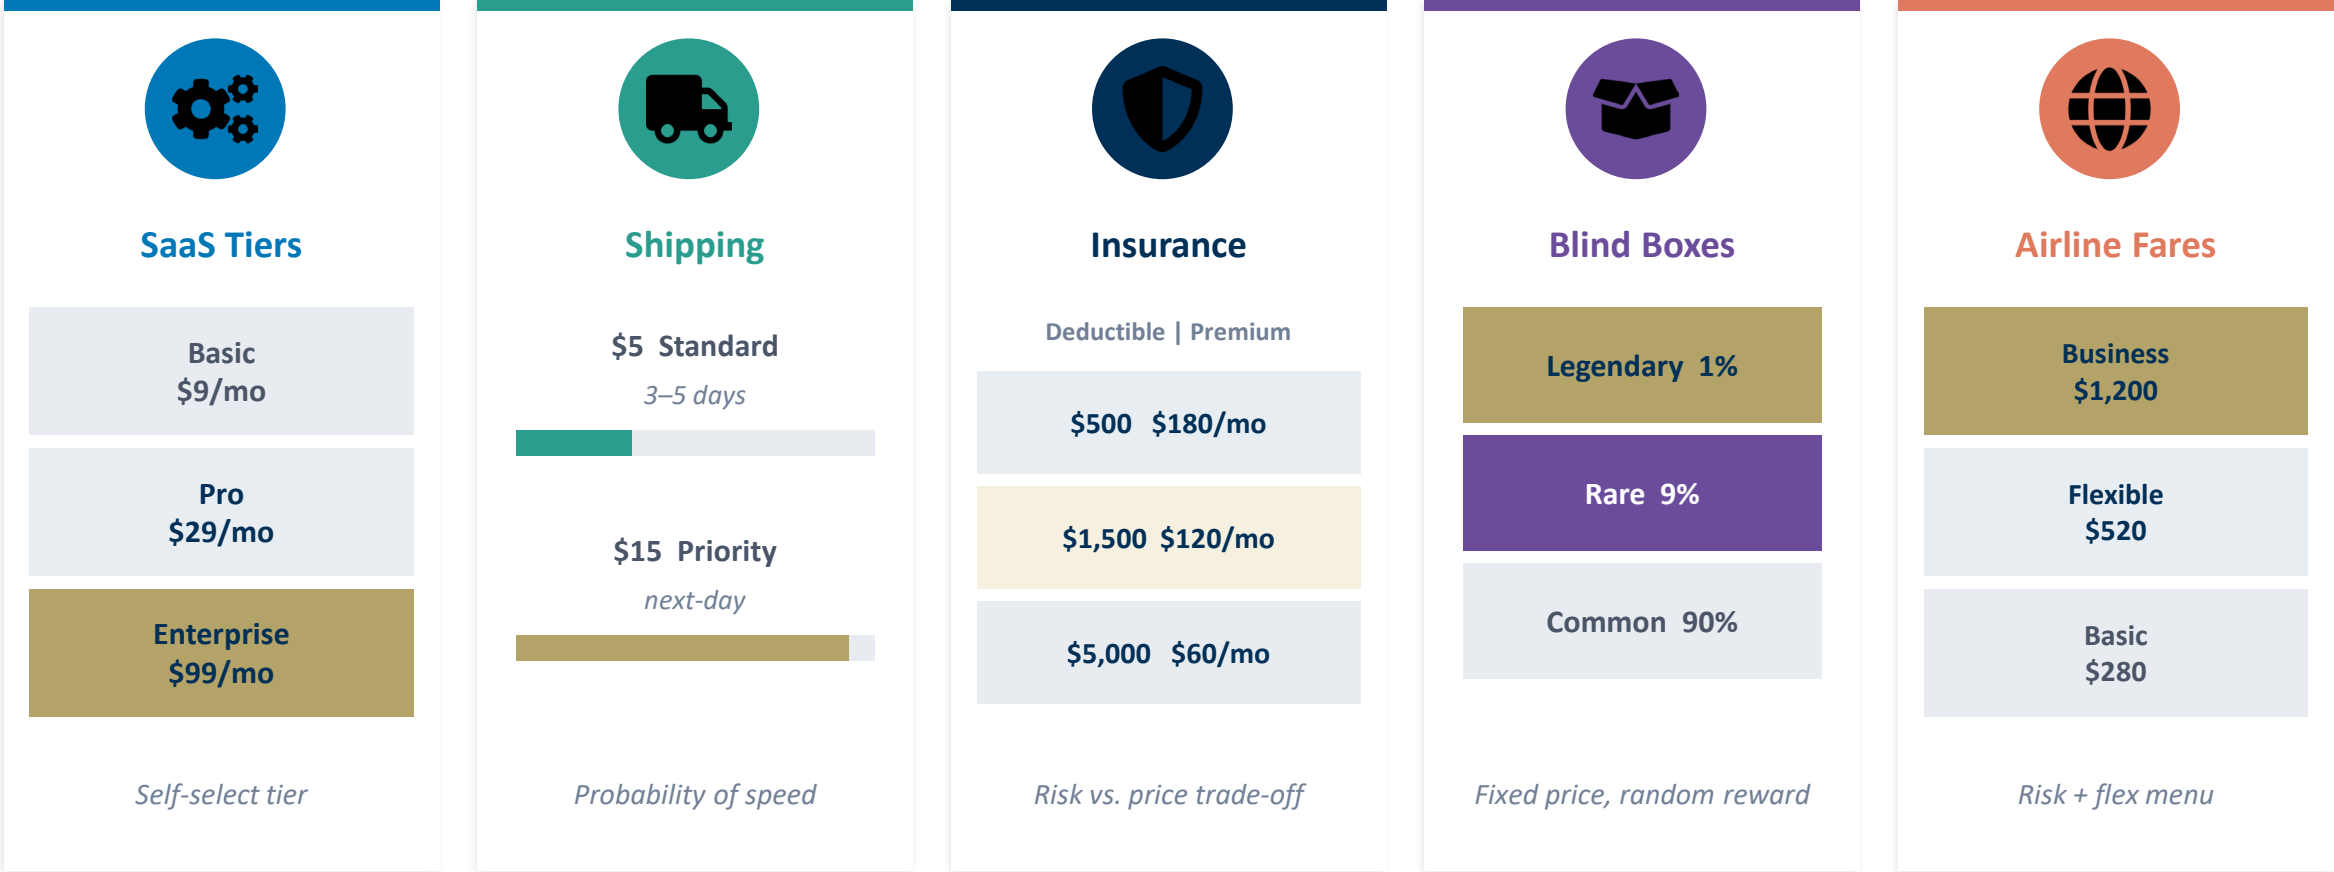 SaaS Tiers
Basic
$9/mo
Pro
$29/mo
Enterprise
$99/mo
Self-select tier
Shipping
$5 Standard
3–5 days
$15 Priority
next-day
Probability of speed
Insurance
Deductible | Premium
$500 $180/mo
$1,500 $120/mo
$5,000 $60/mo
Risk vs. price trade-off
Blind Boxes
Legendary 1%
Rare 9%
Common 90%
Fixed price, random reward
Airline Fares
Business
$1,200
Flexible
$520
Basic
$280
Risk + flex menu